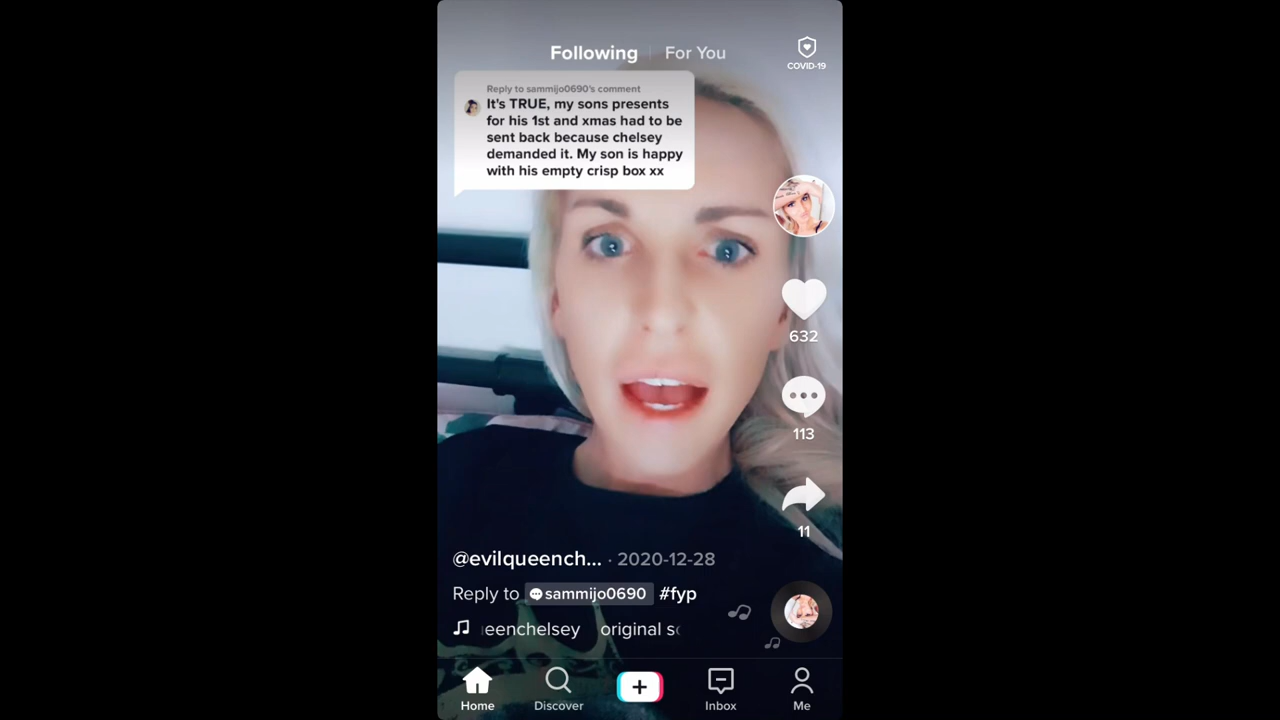 Following
For You
COVID-19
Reply to sammijo0690's comment
It's TRUE, my sons presents
for his 1st and xmas had to be
sent back because chelsey
demanded it. My son is happy
with his empty crisp box xx
632
113
11
@evilqueench... · 2020-12-28
Reply to sammijo0690 #fyp
eenchelsey original s
Home
Discover
Inbox
Me